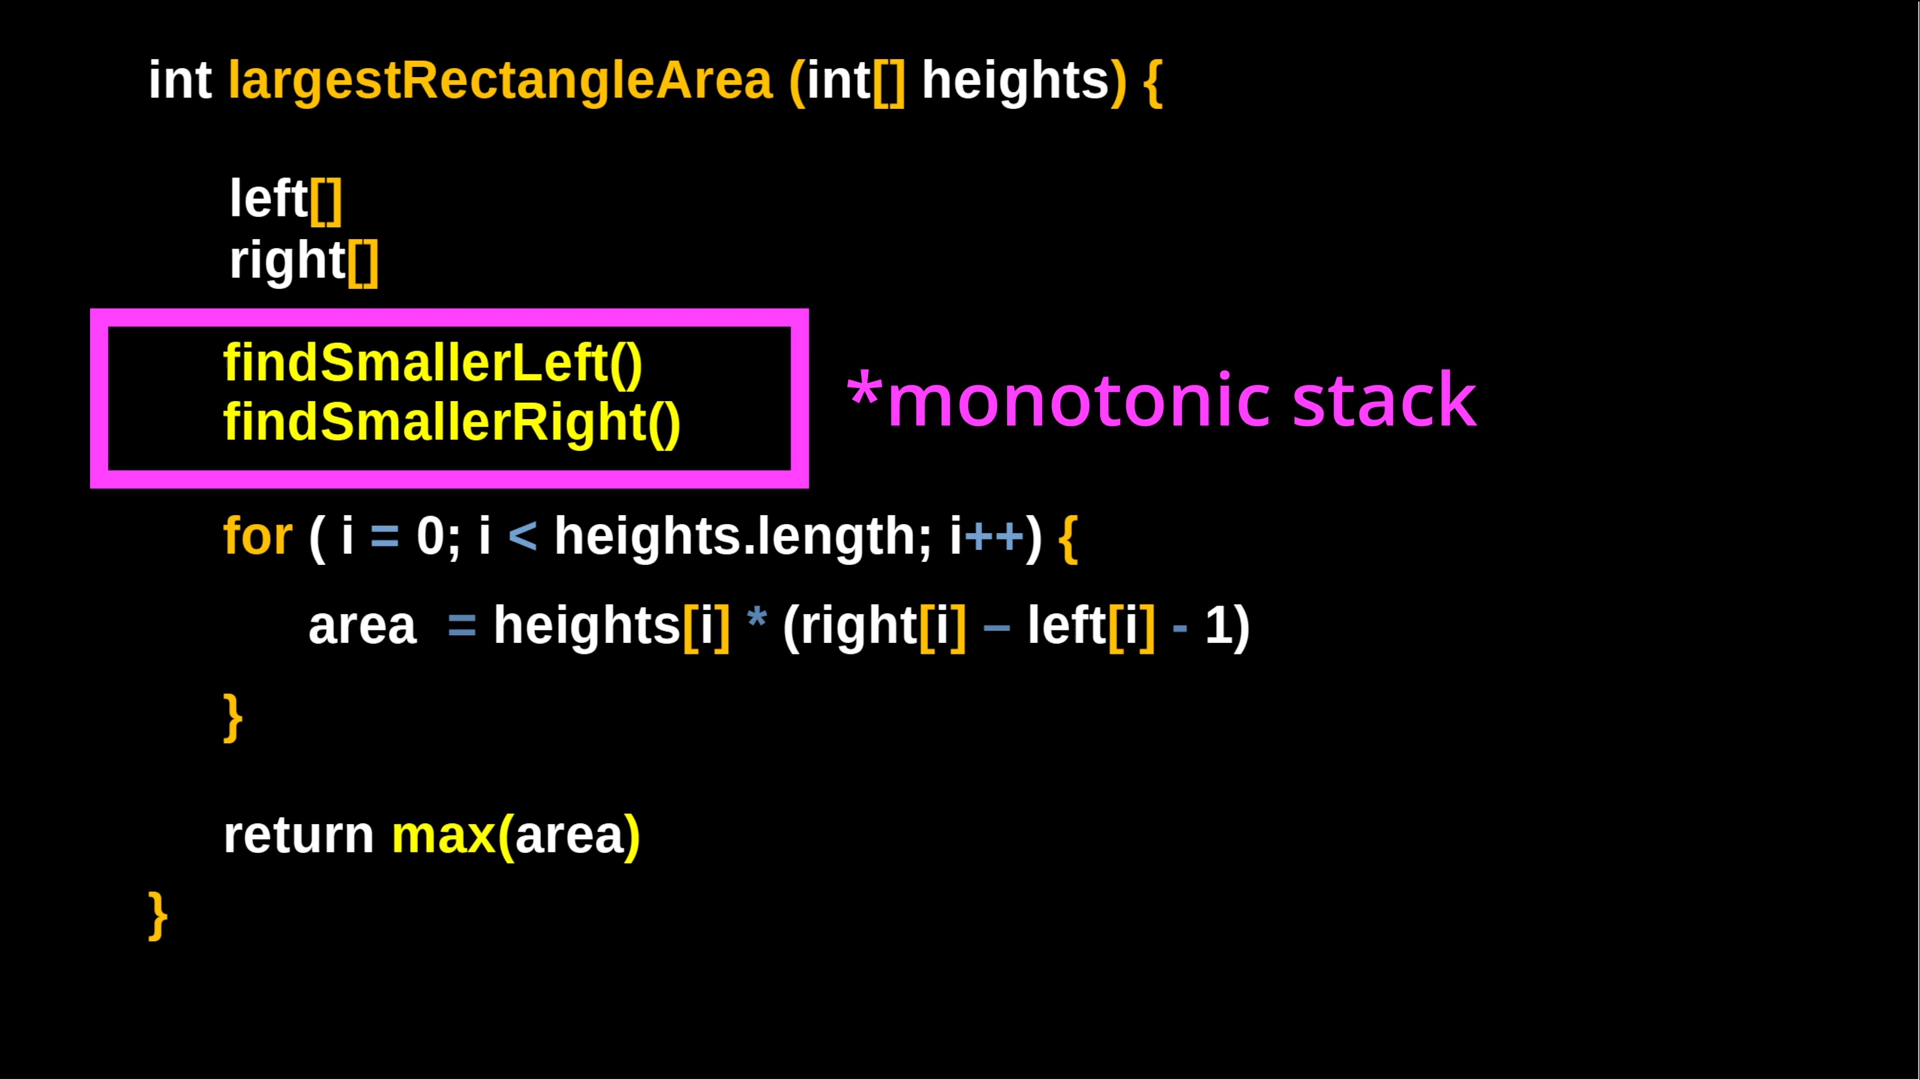 int largestRectangleArea (int[] heights) {
left[]
right[]
findSmallerLeft()
findSmallerRight()
*monotonic stack
for ( i = 0; i < heights.length; i++) {
area = heights[i] * (right[i] – left[i] - 1)
}
return max(area)
}